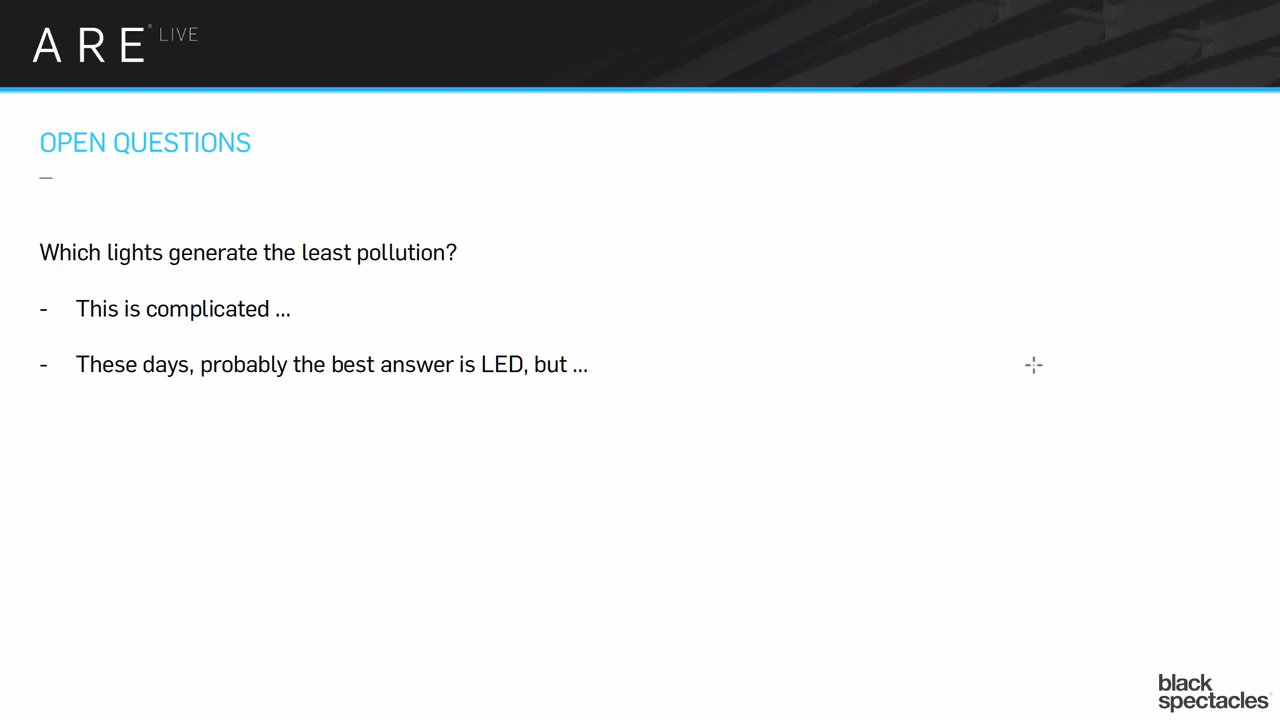 ARE® LIVE
OPEN QUESTIONS
—
Which lights generate the least pollution?
- This is complicated ...
- These days, probably the best answer is LED, but ...
black
spectacles®